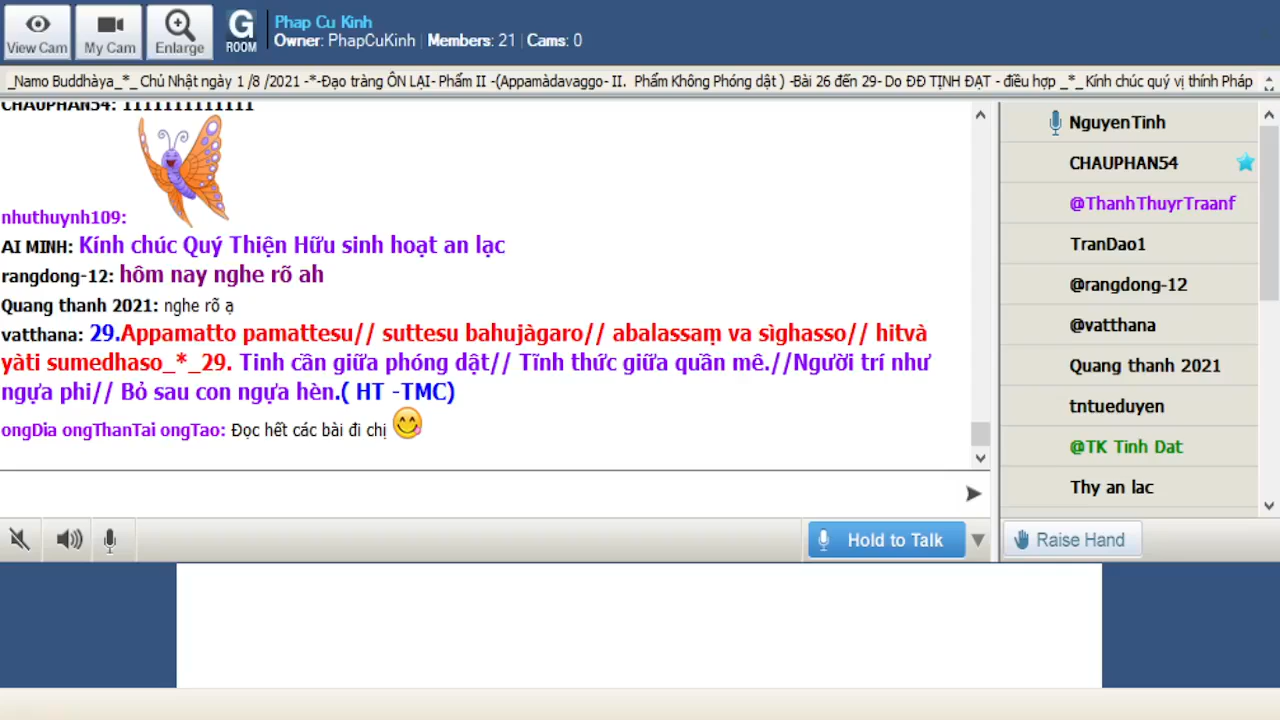 Phap Cu Kinh
View Cam
My Cam
Enlarge
G
ROOM
Owner: PhapCuKinh | Members: 21 | Cams: 0
_Namo Buddhàya_*_ Chủ Nhật ngày 1 /8 /2021 -*-Đạo tràng ÔN LẠI- Phẩm II -(Appamàdavaggo- II.  Phẩm Không Phóng dật ) -Bài 26 đến 29- Do ĐĐ TỊNH ĐẠT - điều hợp _*_ Kính chúc quý vị thính Pháp
CHAUPHAN54: 1111111111111
nhuthuynh109:
AI MINH: Kính chúc Quý Thiện Hữu sinh hoạt an lạc
rangdong-12: hôm nay nghe rõ ah
Quang thanh 2021: nghe rõ ạ
vatthana: 29.Appamatto pamattesu// suttesu bahujàgaro// abalassaṃ va sìghasso// hitvà
yàti sumedhaso_*_29. Tinh cần giữa phóng dật// Tĩnh thức giữa quần mê.//Người trí như
ngựa phi// Bỏ sau con ngựa hèn.( HT -TMC)
ongDia ongThanTai ongTao: Đọc hết các bài đi chị
NguyenTinh
CHAUPHAN54
@ThanhThuyrTraanf
TranDao1
@rangdong-12
@vatthana
Quang thanh 2021
tntueduyen
@TK Tinh Dat
Thy an lac
Hold to Talk
Raise Hand